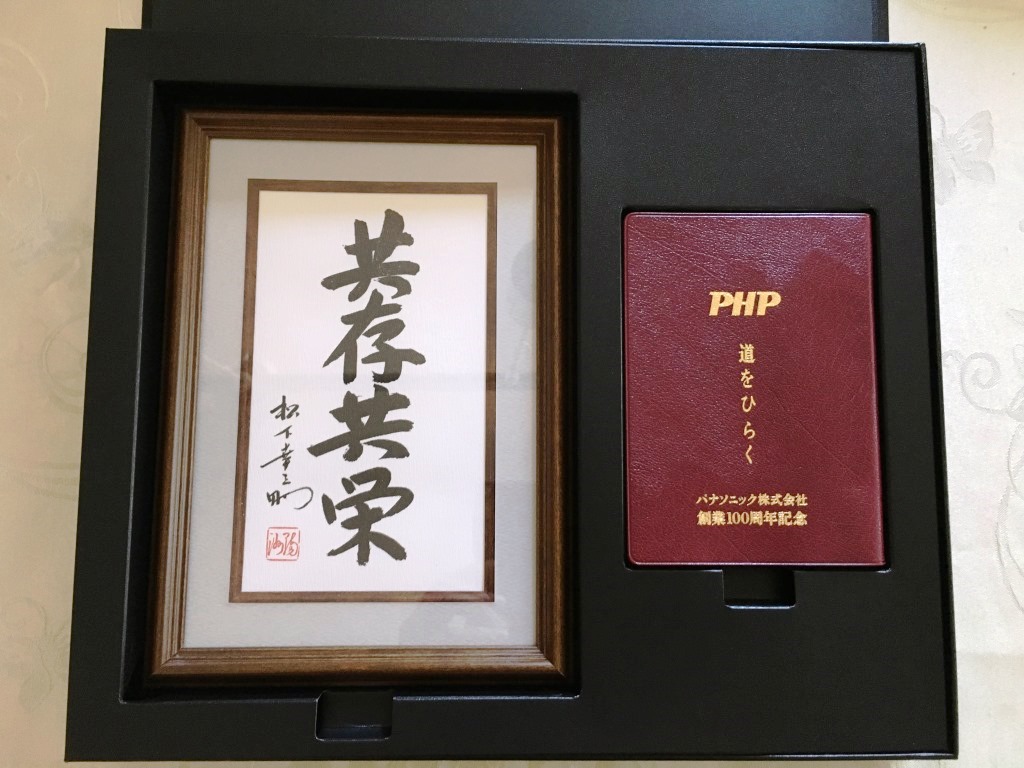 共存共栄
松下幸之助
PHP
道をひらく
パナソニック株式会社
創業100周年記念